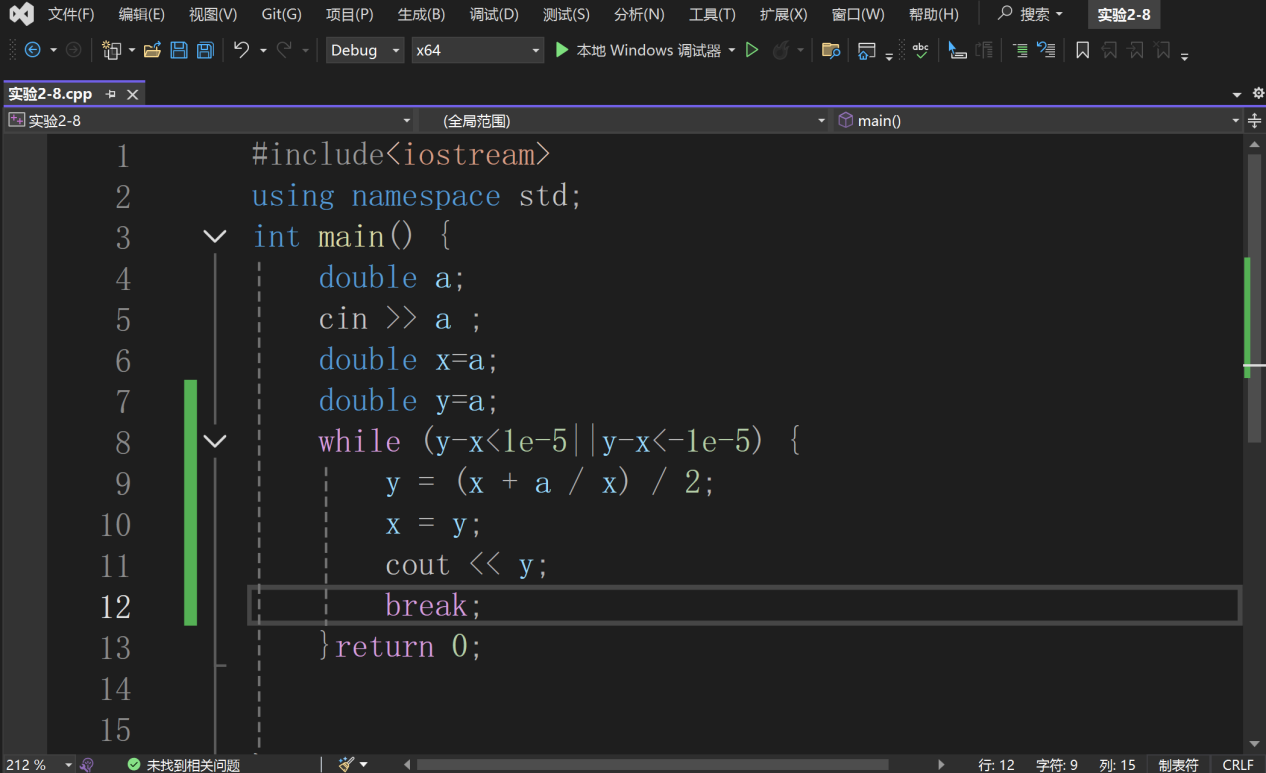 文件(F) 编辑(E) 视图(V) Git(G) 项目(P) 生成(B) 调试(D) 测试(S) 分析(N) 工具(T) 扩展(X) 窗口(W) 帮助(H) 搜索 实验2-8
Debug x64 本地 Windows 调试器 abc
实验2-8.cpp
实验2-8 (全局范围) main()
1 #include<iostream>
2 using namespace std;
3 int main() {
4 double a;
5 cin >> a ;
6 double x=a;
7 double y=a;
8 while (y-x<1e-5||y-x<-1e-5) {
9 y = (x + a / x) / 2;
10 x = y;
11 cout << y;
12 break;
13 }return 0;
14
15
212 % 未找到相关问题 行: 12 字符: 9 列: 15 制表符 CRLF